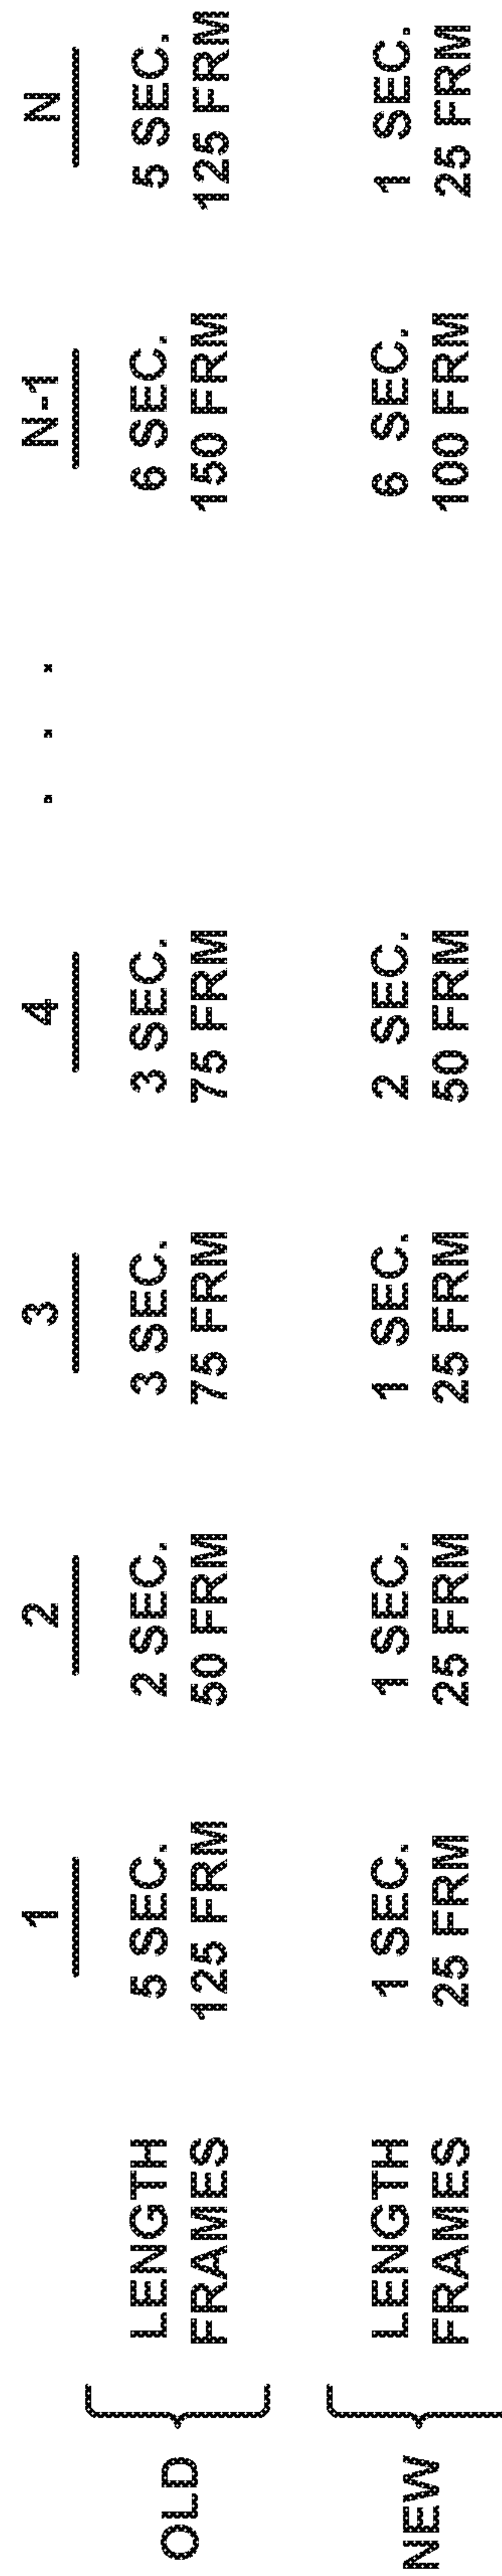 1 2 3 4 . . . N-1 N
OLD LENGTH 5 SEC. 2 SEC. 3 SEC. 3 SEC. 6 SEC. 5 SEC.
FRAMES 125 FRM 50 FRM 75 FRM 75 FRM 150 FRM 125 FRM
NEW LENGTH 1 SEC. 1 SEC. 1 SEC. 2 SEC. 6 SEC. 1 SEC.
FRAMES 25 FRM 25 FRM 25 FRM 50 FRM 100 FRM 25 FRM